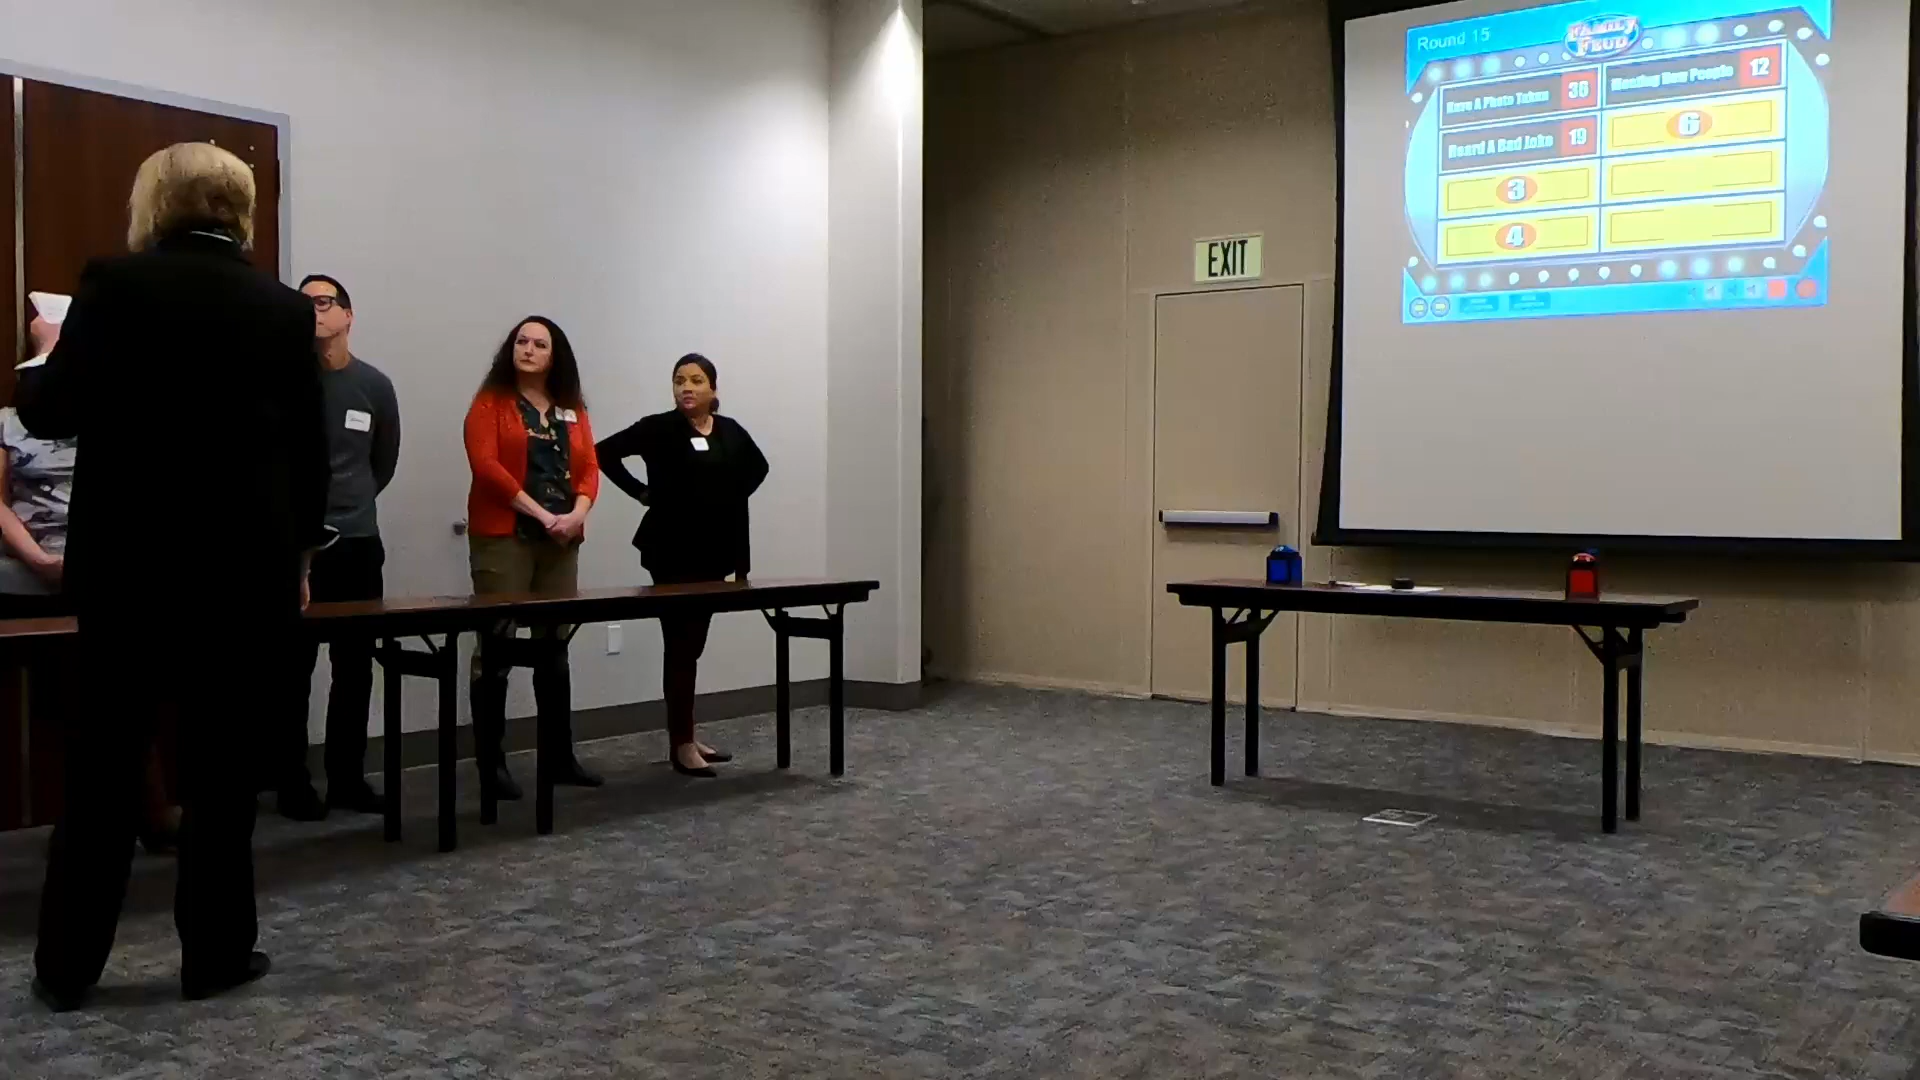 Round 15
FAMILY
FEUD
Have A Photo Taken 36
Meeting New People 12
Heard A Bad Joke 19
6
3
4
EXIT